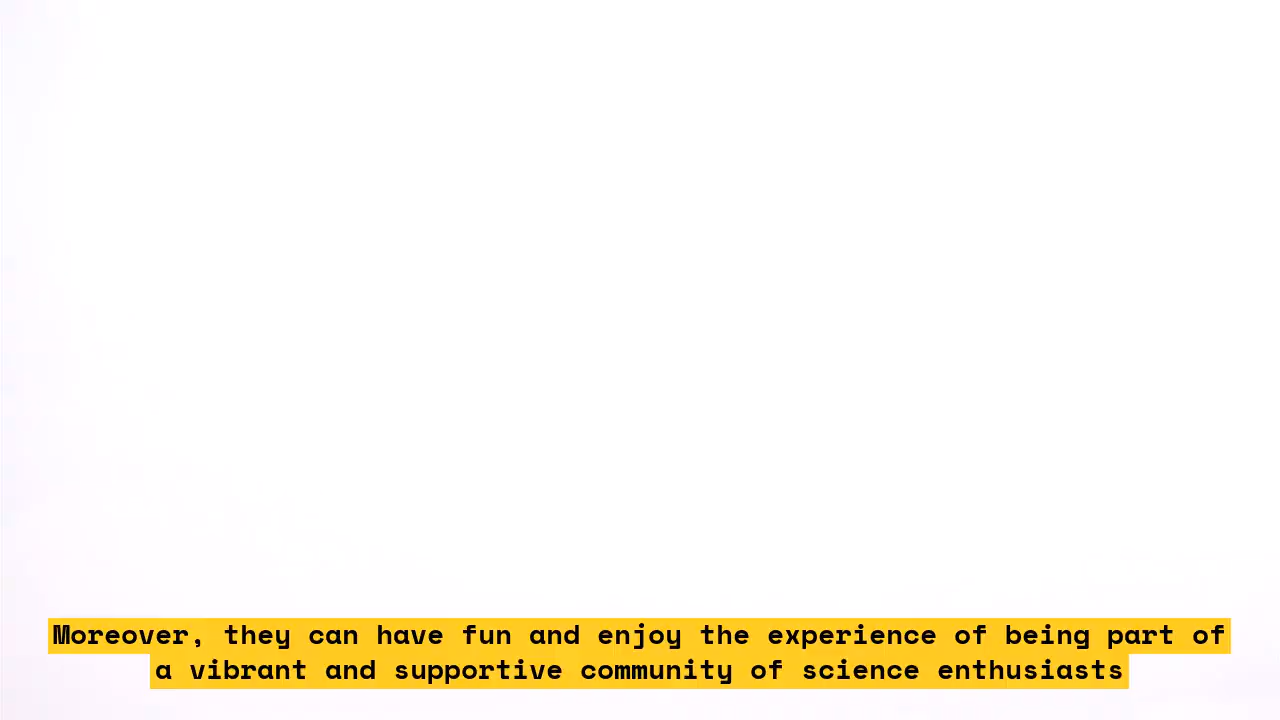 Moreover, they can have fun and enjoy the experience of being part of
a vibrant and supportive community of science enthusiasts